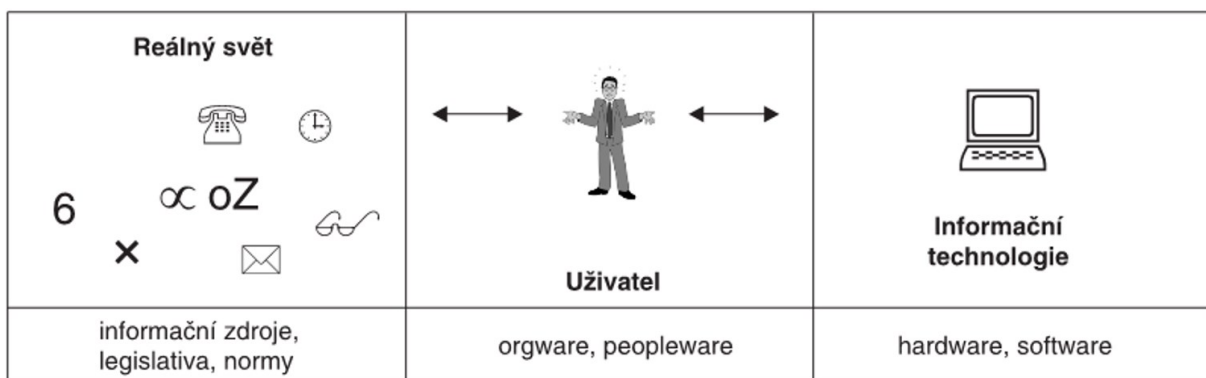 Reálný svět
6
∝ oZ
×
Uživatel
Informační
technologie
informační zdroje,
legislativa, normy
orgware, peopleware
hardware, software